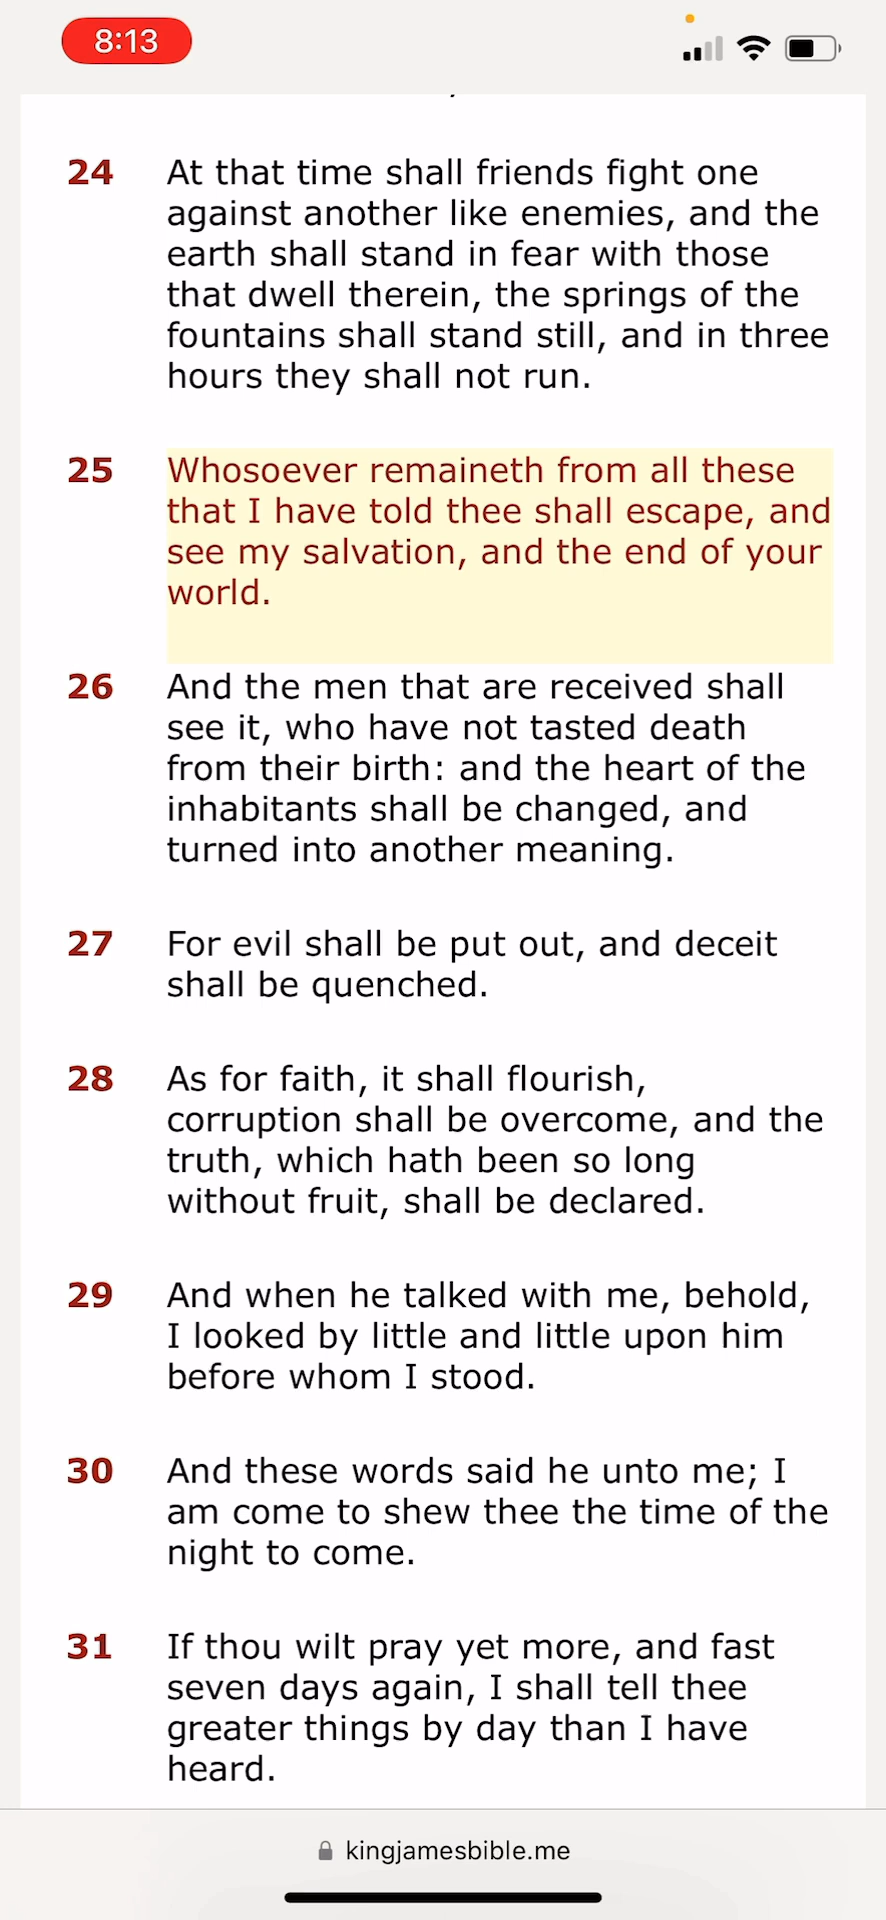 8:13
24 At that time shall friends fight one
against another like enemies, and the
earth shall stand in fear with those
that dwell therein, the springs of the
fountains shall stand still, and in three
hours they shall not run.
25 Whosoever remaineth from all these
that I have told thee shall escape, and
see my salvation, and the end of your
world.
26 And the men that are received shall
see it, who have not tasted death
from their birth: and the heart of the
inhabitants shall be changed, and
turned into another meaning.
27 For evil shall be put out, and deceit
shall be quenched.
28 As for faith, it shall flourish,
corruption shall be overcome, and the
truth, which hath been so long
without fruit, shall be declared.
29 And when he talked with me, behold,
I looked by little and little upon him
before whom I stood.
30 And these words said he unto me; I
am come to shew thee the time of the
night to come.
31 If thou wilt pray yet more, and fast
seven days again, I shall tell thee
greater things by day than I have
heard.
kingjamesbible.me